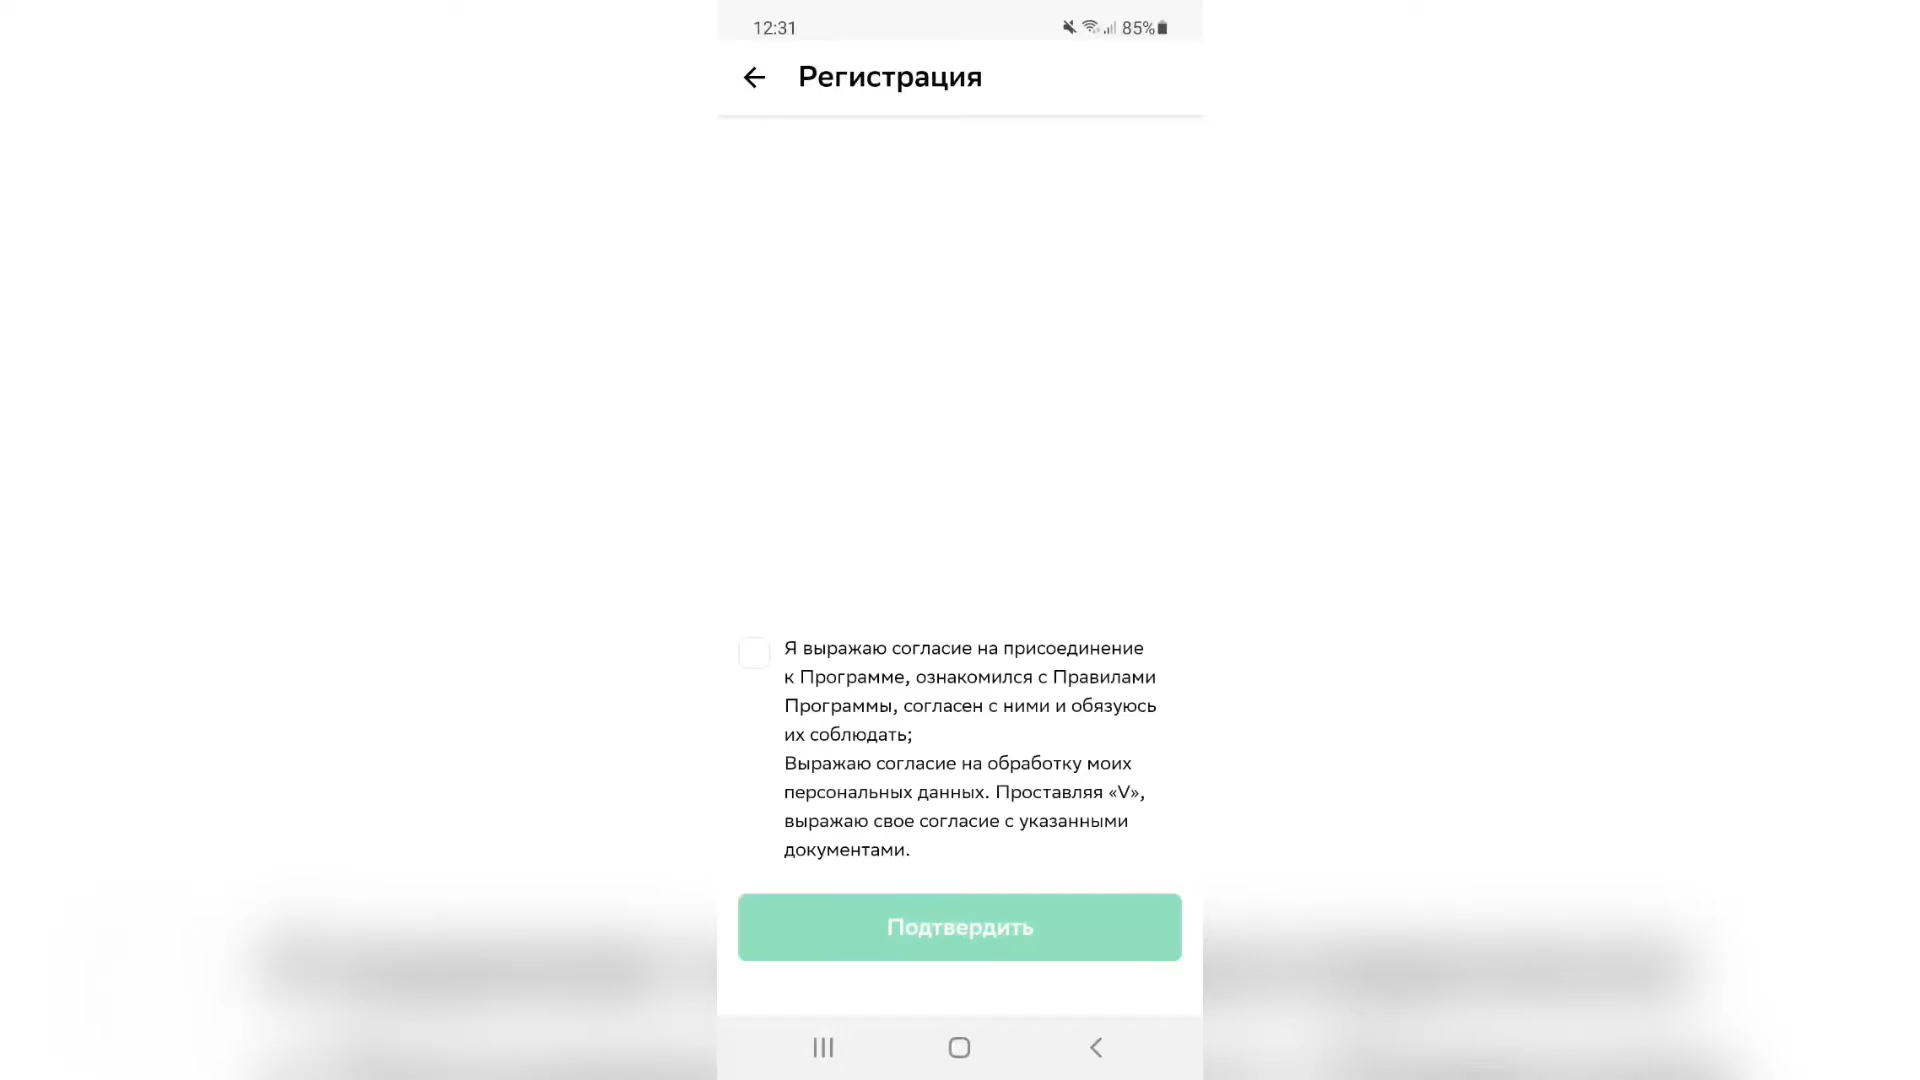 12:31 85%
Регистрация
Я выражаю согласие на присоединение
к Программе, ознакомился с Правилами
Программы, согласен с ними и обязуюсь
их соблюдать;
Выражаю согласие на обработку моих
персональных данных. Проставляя «V»,
выражаю свое согласие с указанными
документами.
Подтвердить